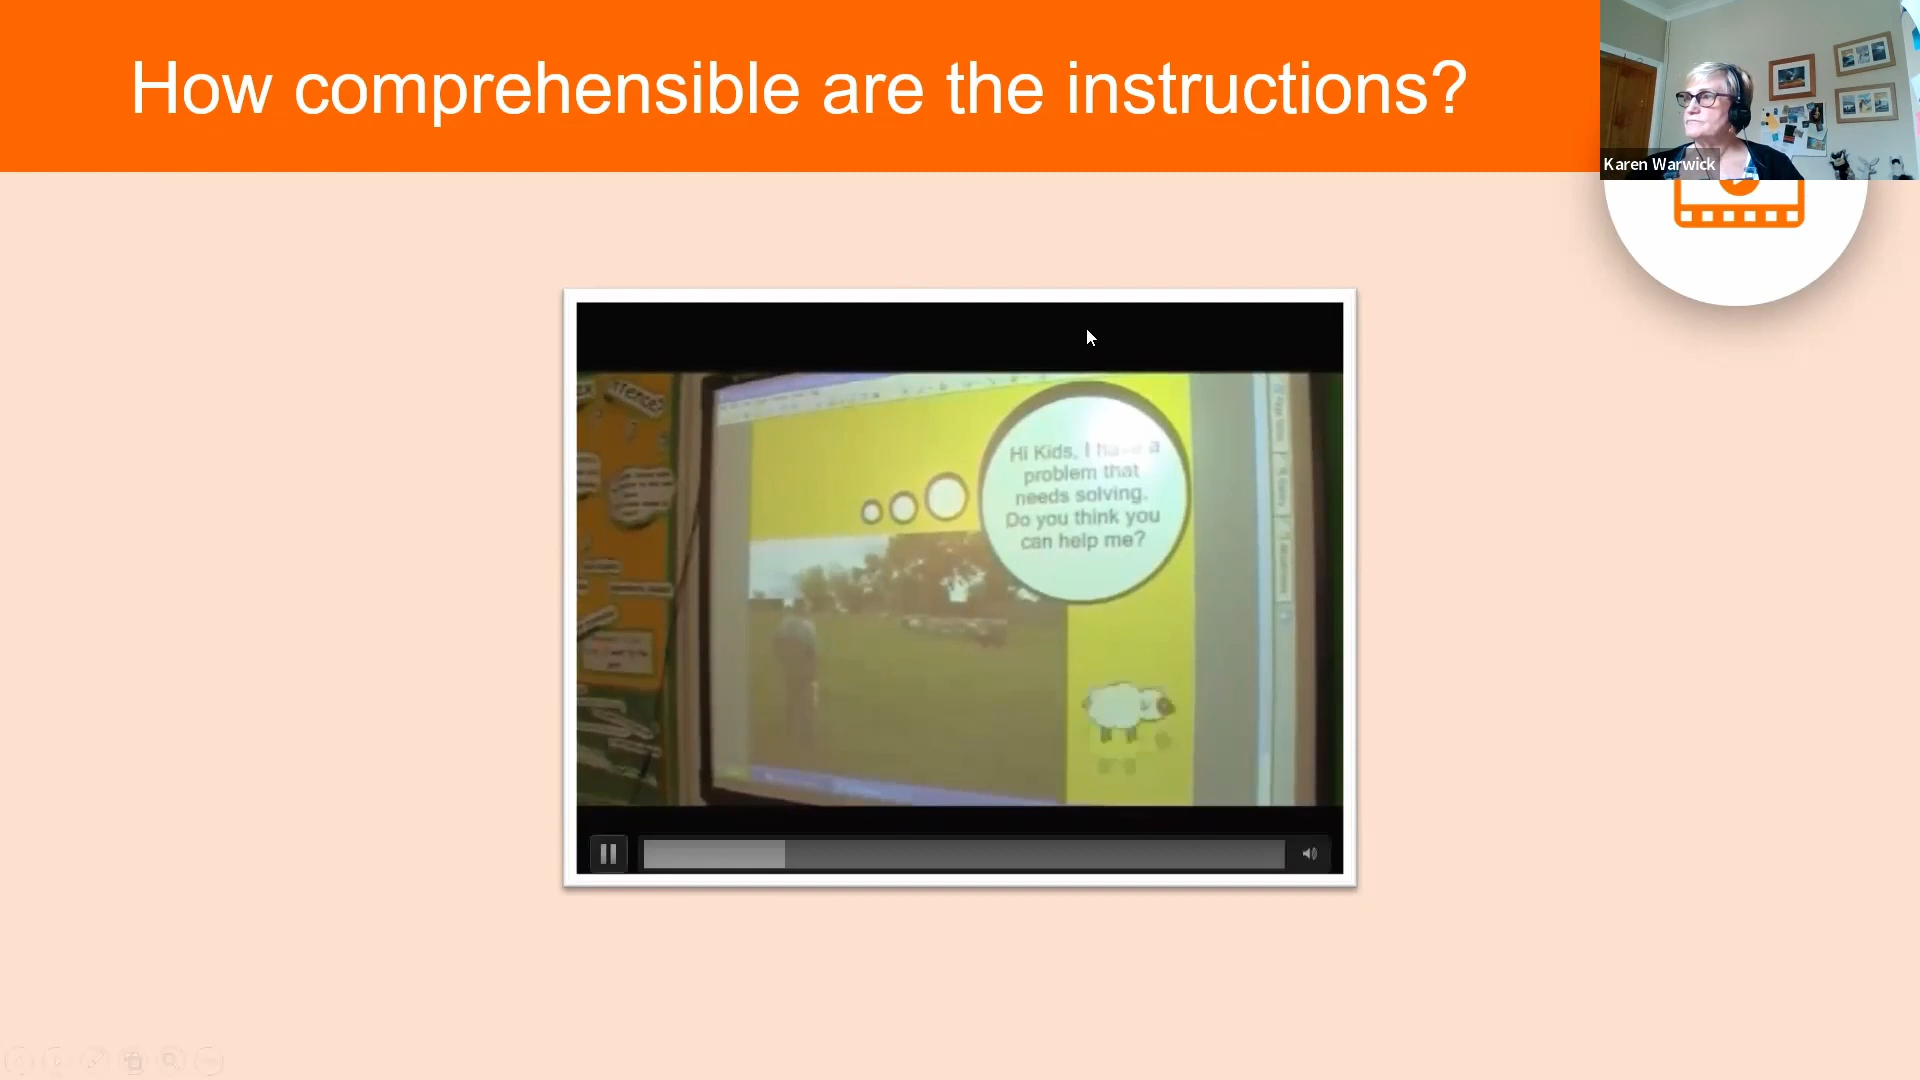 How comprehensible are the instructions?
Karen Warwick
Hi Kids, I have a
problem that
needs solving.
Do you think you
can help me?